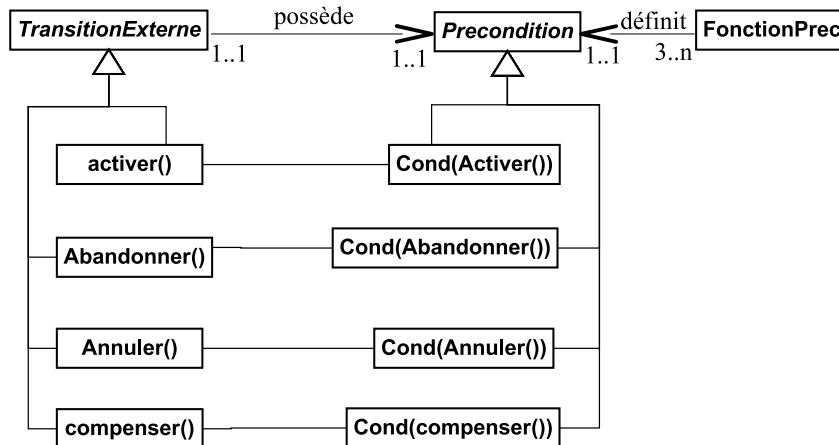 TransitionExterne
possède
Precondition
définit
FonctionPrec
1..1
1..1
1..1
3..n
activer()
Cond(Activer())
Abandonner()
Cond(Abandonner())
Annuler()
Cond(Annuler())
compenser()
Cond(compenser())